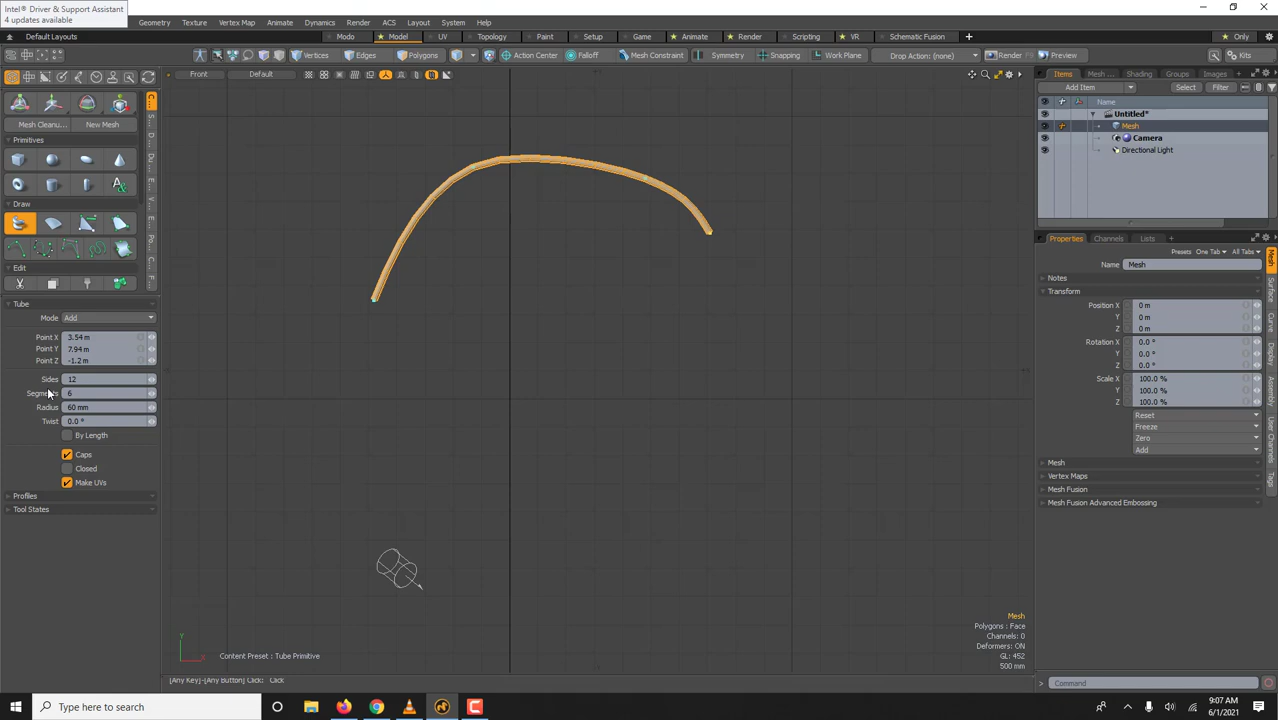 Intel® Driver & Support Assistant
4 updates available
Geometry Texture Vertex Map Animate Dynamics Render ACS Layout System Help
Default Layouts Modo Model UV Topology Paint Setup Game Animate Render Scripting VR Schematic Fusion Only
Vertices Edges Polygons Action Center Falloff Mesh Constraint Symmetry Snapping Work Plane Drop Action: (none) Render Preview Kits
Front Default
Items Mesh ... Shading Groups Images
Add Item Select Filter
Name
Untitled*
Mesh
Camera
Directional Light
Mesh Cleanu... New Mesh
Primitives
Draw
Edit
Tube
Mode Add
Point X 3.54 m
Point Y 7.94 m
Point Z -1.2 m
Sides 12
Segments 6
Radius 60 mm
Twist 0.0 °
By Length
Caps
Closed
Make UVs
Profiles
Tool States
Properties Channels Lists
Presets One Tab All Tabs
Name Mesh
Notes
Transform
Position X 0 m
Y 0 m
Z 0 m
Rotation X 0.0 °
Y 0.0 °
Z 0.0 °
Scale X 100.0 %
Y 100.0 %
Z 100.0 %
Reset
Freeze
Zero
Add
Mesh
Vertex Maps
Mesh Fusion
Mesh Fusion Advanced Embossing
Mesh
Surface
Curve
Display
Assembly
User Channels
Tags
Y
X
Content Preset : Tube Primitive
Mesh
Polygons : Face
Channels: 0
Deformers: ON
GL: 452
500 mm
[Any Key]-[Any Button] Click: Click
Command
Type here to search
9:07 AM
6/1/2021